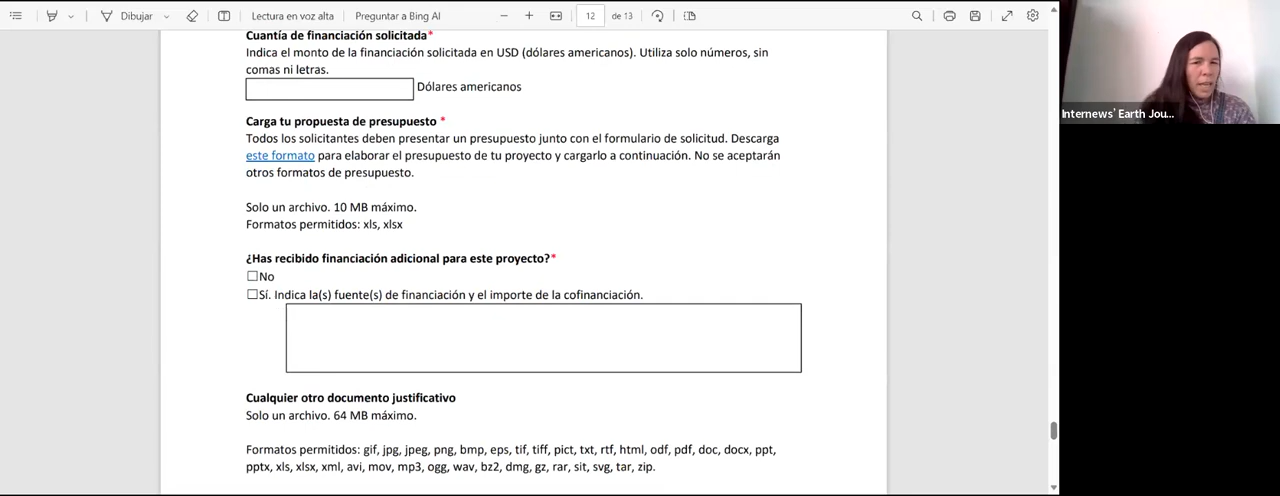 Dibujar
Lectura en voz alta
Preguntar a Bing AI
12
de 13
Cuantía de financiación solicitada*
Indica el monto de la financiación solicitada en USD (dólares americanos). Utiliza solo números, sin
comas ni letras.
Dólares americanos
Carga tu propuesta de presupuesto *
Todos los solicitantes deben presentar un presupuesto junto con el formulario de solicitud. Descarga
este formato para elaborar el presupuesto de tu proyecto y cargarlo a continuación. No se aceptarán
otros formatos de presupuesto.
Solo un archivo. 10 MB máximo.
Formatos permitidos: xls, xlsx
¿Has recibido financiación adicional para este proyecto?*
☐No
☐Sí. Indica la(s) fuente(s) de financiación y el importe de la cofinanciación.
Cualquier otro documento justificativo
Solo un archivo. 64 MB máximo.
Formatos permitidos: gif, jpg, jpeg, png, bmp, eps, tif, tiff, pict, txt, rtf, html, odf, pdf, doc, docx, ppt,
pptx, xls, xlsx, xml, avi, mov, mp3, ogg, wav, bz2, dmg, gz, rar, sit, svg, tar, zip.
Internews' Earth Jou...